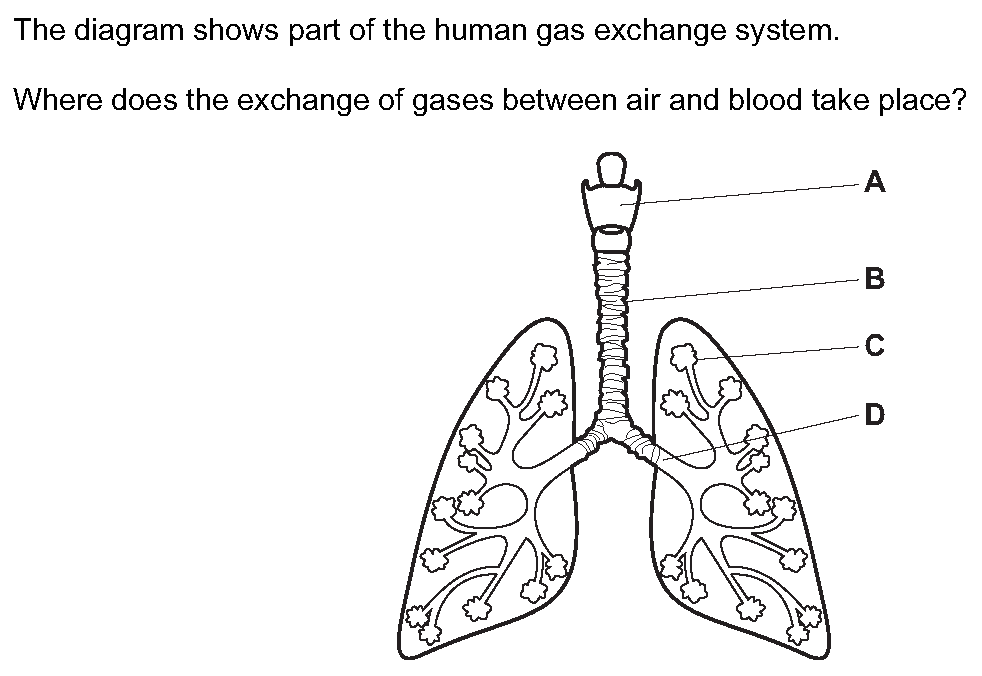 The diagram shows part of the human gas exchange system.
Where does the exchange of gases between air and blood take place?
A
B
C
D